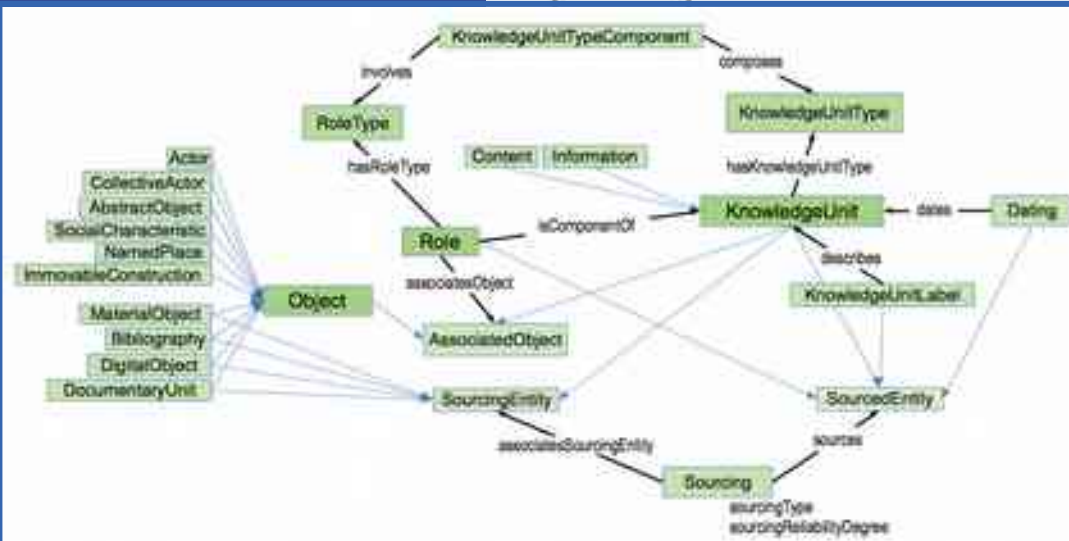 KnowledgeUnitTypeComponent
involves
composes
RoleType
KnowledgeUnitType
hasRoleType
Content
Information
hasKnowledgeUnitType
Actor
CollectiveActor
AbstractObject
SocialCharacteristic
NamedPlace
ImmovableConstruction
KnowledgeUnit
dates
Dating
isComponentOf
Role
describes
associatesObject
KnowledgeUnitLabel
Object
MaterialObject
Bibliography
DigitalObject
DocumentaryUnit
AssociatedObject
SourcingEntity
SourcedEntity
associatesSourcingEntity
sources
Sourcing
sourcingType
sourcingReliabilityDegree